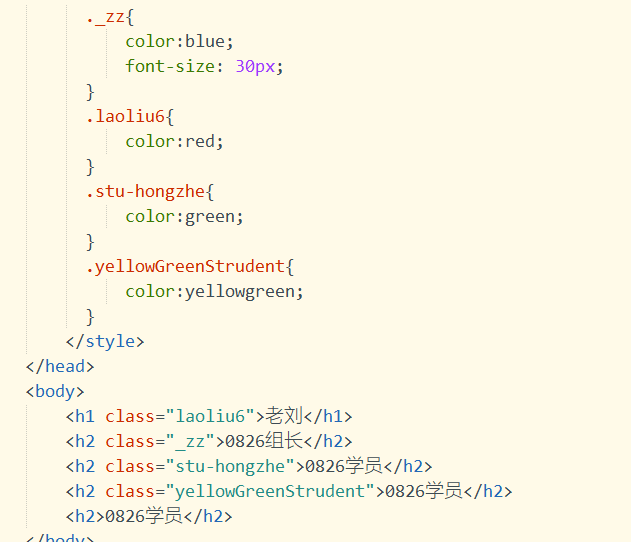 ._zz{
color:blue;
font-size: 30px;
}
.laoliu6{
color:red;
}
.stu-hongzhe{
color:green;
}
.yellowGreenStrudent{
color:yellowgreen;
}
</style>
</head>
<body>
<h1 class="laoliu6">老刘</h1>
<h2 class="_zz">0826组长</h2>
<h2 class="stu-hongzhe">0826学员</h2>
<h2 class="yellowGreenStrudent">0826学员</h2>
<h2>0826学员</h2>
</body>